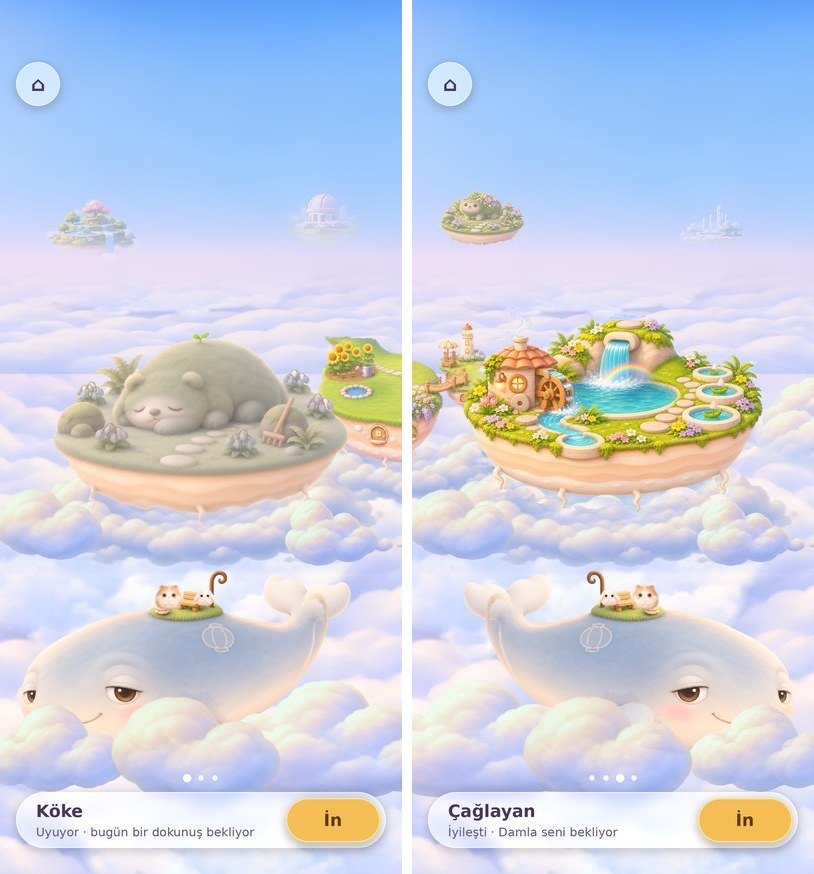 Köke
Uyuyor · bugün bir dokunuş bekliyor
İn
Çağlayan
İyileşti · Damla seni bekliyor
İn